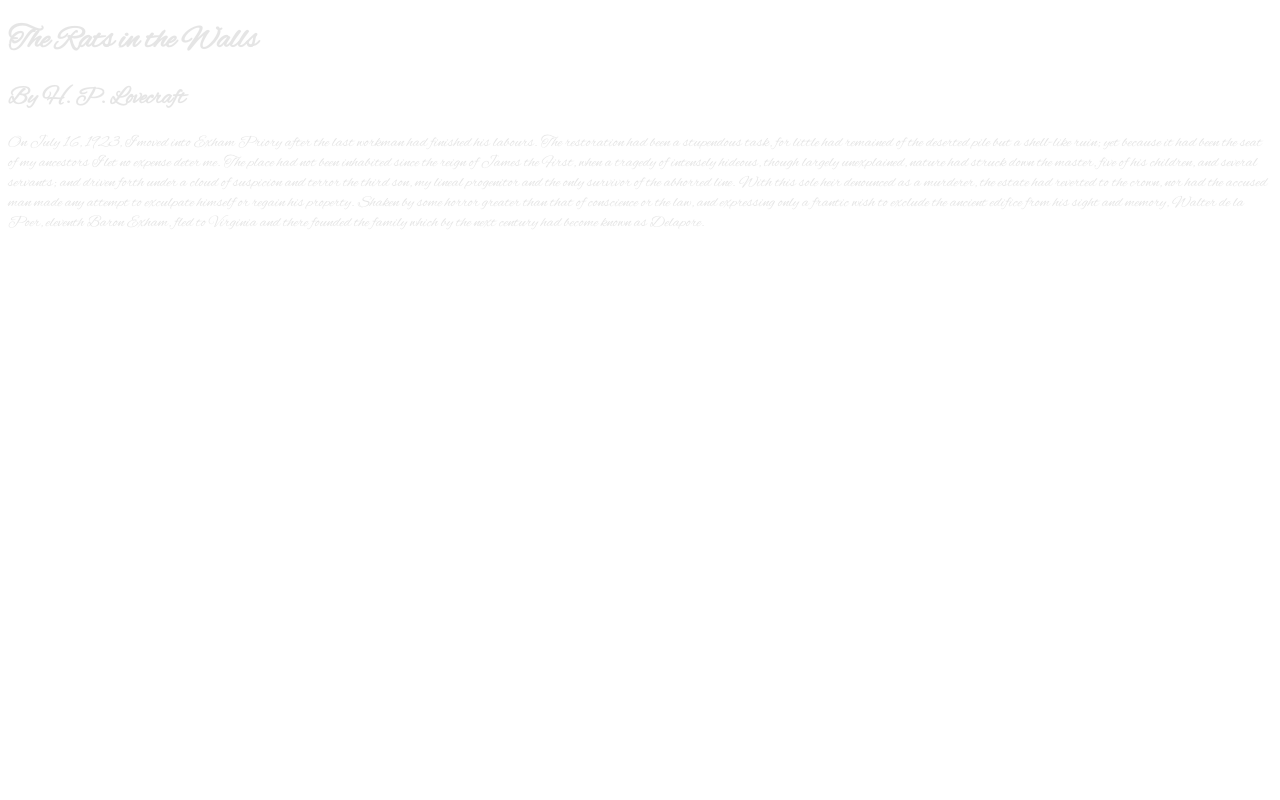 The Rats in the Walls
By H. P. Lovecraft
On July 16, 1923, I moved into Exham Priory after the last workman had finished his labours. The restoration had been a stupendous task, for little had remained of the deserted pile but a shell-like ruin; yet because it had been the seat
of my ancestors I let no expense deter me. The place had not been inhabited since the reign of James the First, when a tragedy of intensely hideous, though largely unexplained, nature had struck down the master, five of his children, and several
servants; and driven forth under a cloud of suspicion and terror the third son, my lineal progenitor and the only survivor of the abhorred line. With this sole heir denounced as a murderer, the estate had reverted to the crown, nor had the accused
man made any attempt to exculpate himself or regain his property. Shaken by some horror greater than that of conscience or the law, and expressing only a frantic wish to exclude the ancient edifice from his sight and memory, Walter de la
Poer, eleventh Baron Exham, fled to Virginia and there founded the family which by the next century had become known as Delapore.